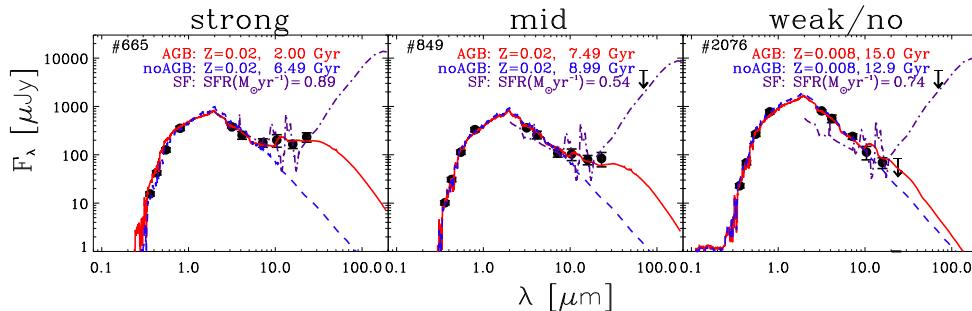 strong mid weak/no
#665
AGB: Z=0.02, 2.00 Gyr
noAGB: Z=0.02, 6.49 Gyr
SF: SFR(M⊙yr⁻¹)=0.89
#849
AGB: Z=0.02, 7.49 Gyr
noAGB: Z=0.02, 8.99 Gyr
SF: SFR(M⊙yr⁻¹)=0.54
#2076
AGB: Z=0.008, 15.0 Gyr
noAGB: Z=0.008, 12.9 Gyr
SF: SFR(M⊙yr⁻¹)=0.74
10000
1000
100
10
1
Fλ [μJy]
0.1 1.0 10.0 100.0 0.1 1.0 10.0 100.0 0.1 1.0 10.0 100.0
λ [μm]